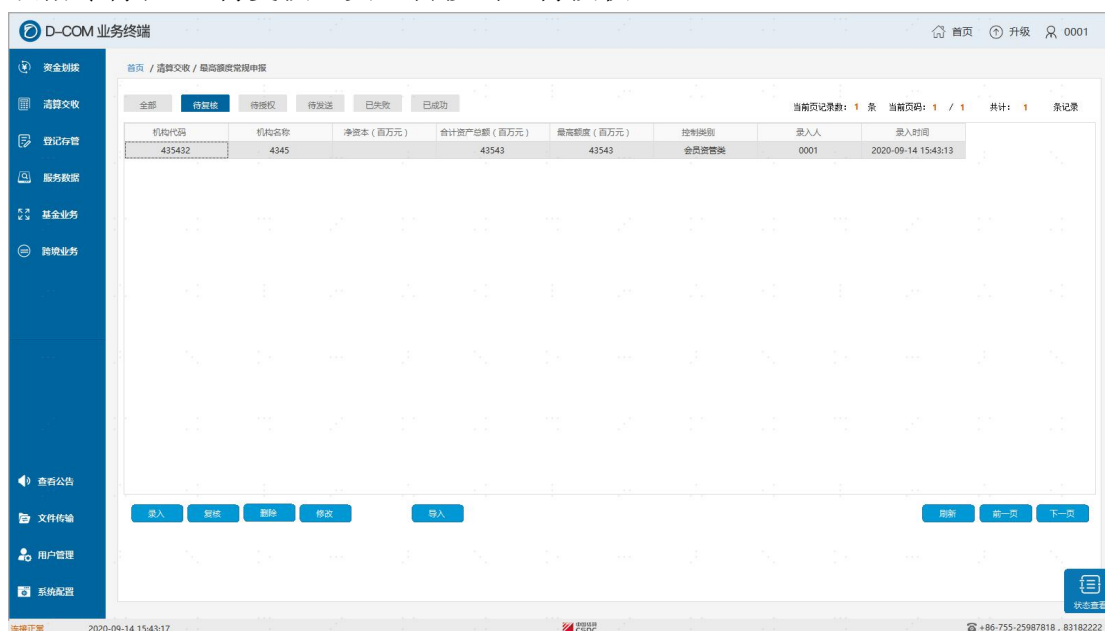 D-COM 业务终端
首页 升级 0001
资金划拨
清算交收
登记存管
服务数据
基金业务
跨境业务
查看公告
文件传输
用户管理
系统配置
首页 / 清算交收 / 最高额度常规申报
全部 待复核 待授权 待发送 已失败 已成功
当前页记录数: 1 条 当前页码: 1 / 1 共计: 1 条记录
机构代码 机构名称 净资本(百万元) 合计资产总额(百万元) 最高额度(百万元) 控制类别 录入人 录入时间
435432 4345 43543 43543 会员资管类 0001 2020-09-14 15:43:13
录入 复核 删除 修改 导入 刷新 前一页 下一页
状态查看
连接正常 2020-09-14 15:43:17 CSDC +86-755-25987818 , 83182222